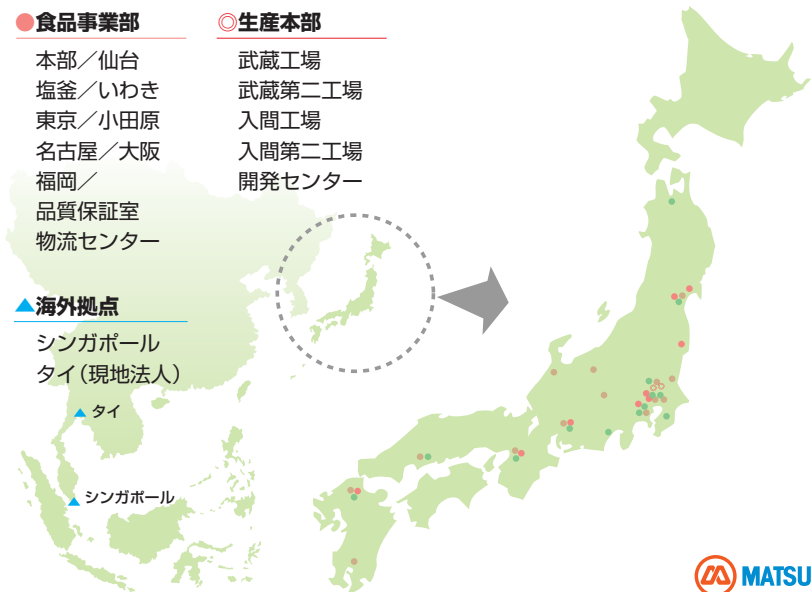 ●食品事業部
本部／仙台
塩釜／いわき
東京／小田原
名古屋／大阪
福岡／
品質保証室
物流センター
◎生産本部
武蔵工場
武蔵第二工場
入間工場
入間第二工場
開発センター
▲海外拠点
シンガポール
タイ（現地法人）
▲ タイ
▲ シンガポール
MATSU